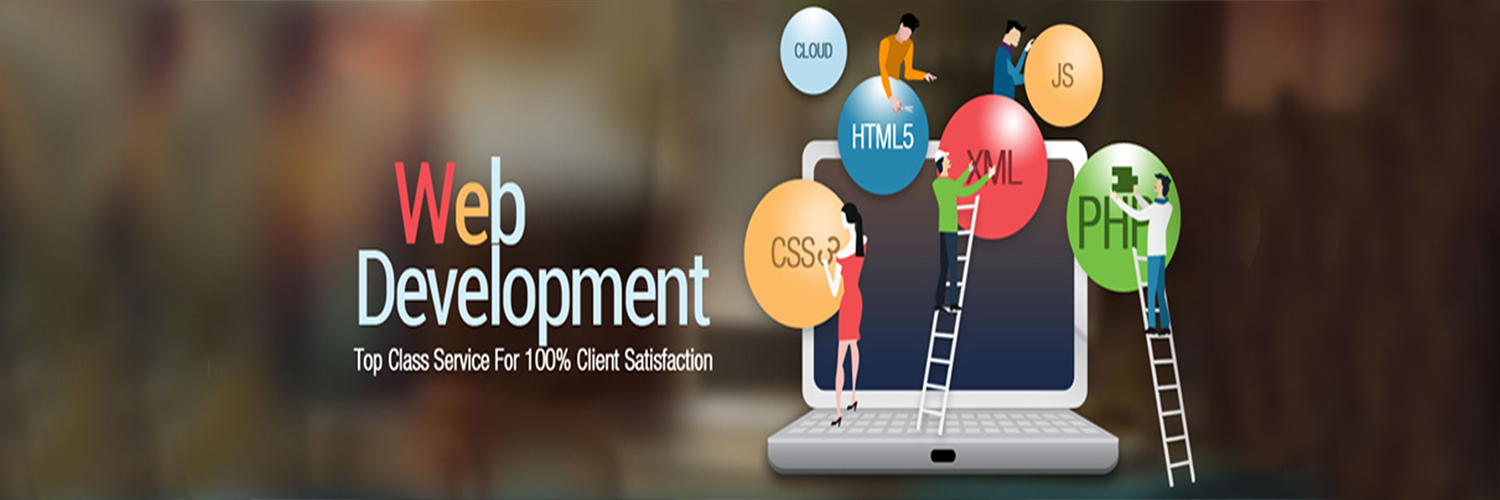 Web
Development
Top Class Service For 100% Client Satisfaction
CLOUD
HTML5
JS
XML
CSS3
PHP